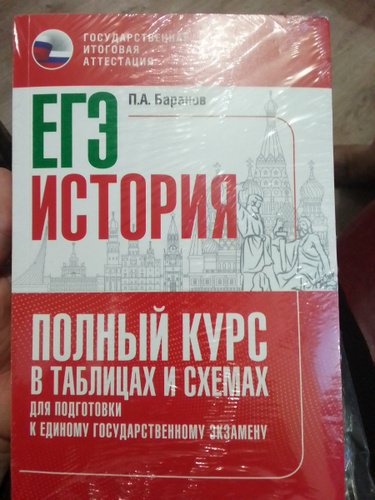 ГОСУДАРСТВЕННАЯ
ИТОГОВАЯ
АТТЕСТАЦИЯ
П.А. Баранов
ЕГЭ
ИСТОРИЯ
ПОЛНЫЙ КУРС
В ТАБЛИЦАХ И СХЕМАХ
ДЛЯ ПОДГОТОВКИ
К ЕДИНОМУ ГОСУДАРСТВЕННОМУ ЭКЗАМЕНУ